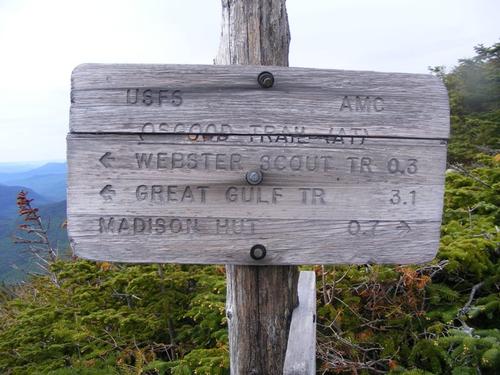 USFS AMC
OSGOOD TRAIL (AT)
← WEBSTER SCOUT TR 0.3
← GREAT GULF TR 3.1
MADISON HUT 0.7 →